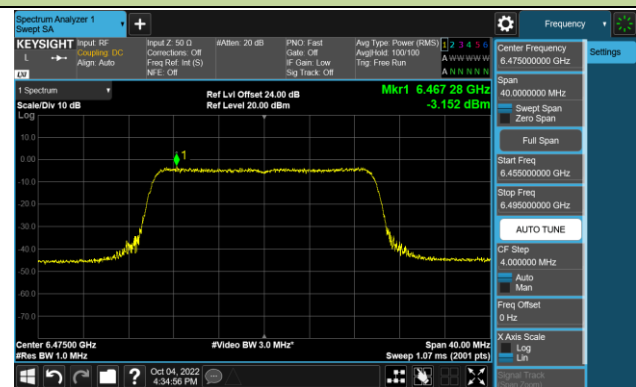 Spectrum Analyzer 1
Swept SA
Frequency
KEYSIGHT
L
LXI
Input: RF
Coupling: DC
Align: Auto
Input Z: 50 Ω
Corrections: Off
Freq Ref: Int (S)
NFE: Off
#Atten: 20 dB
PNO: Fast
Gate: Off
IF Gain: Low
Sig Track: Off
Avg Type: Power (RMS)
Avg|Hold: 100/100
Trig: Free Run
1 2 3 4 5 6
A W W W W W
A N N N N N
1 Spectrum
Scale/Div 10 dB
Log
Ref Lvl Offset 24.00 dB
Ref Level 20.00 dBm
Mkr1 6.467 28 GHz
-3.152 dBm
1
10.0
0.00
-10.0
-20.0
-30.0
-40.0
-50.0
-60.0
-70.0
Center 6.47500 GHz
#Res BW 1.0 MHz
#Video BW 3.0 MHz*
Span 40.00 MHz
Sweep 1.07 ms (2001 pts)
Oct 04, 2022
4:34:56 PM
Center Frequency
6.475000000 GHz
Settings
Span
40.0000000 MHz
Swept Span
Zero Span
Full Span
Start Freq
6.455000000 GHz
Stop Freq
6.495000000 GHz
AUTO TUNE
CF Step
4.000000 MHz
Auto
Man
Freq Offset
0 Hz
X Axis Scale
Log
Lin
Signal Track
(Span Zoom)